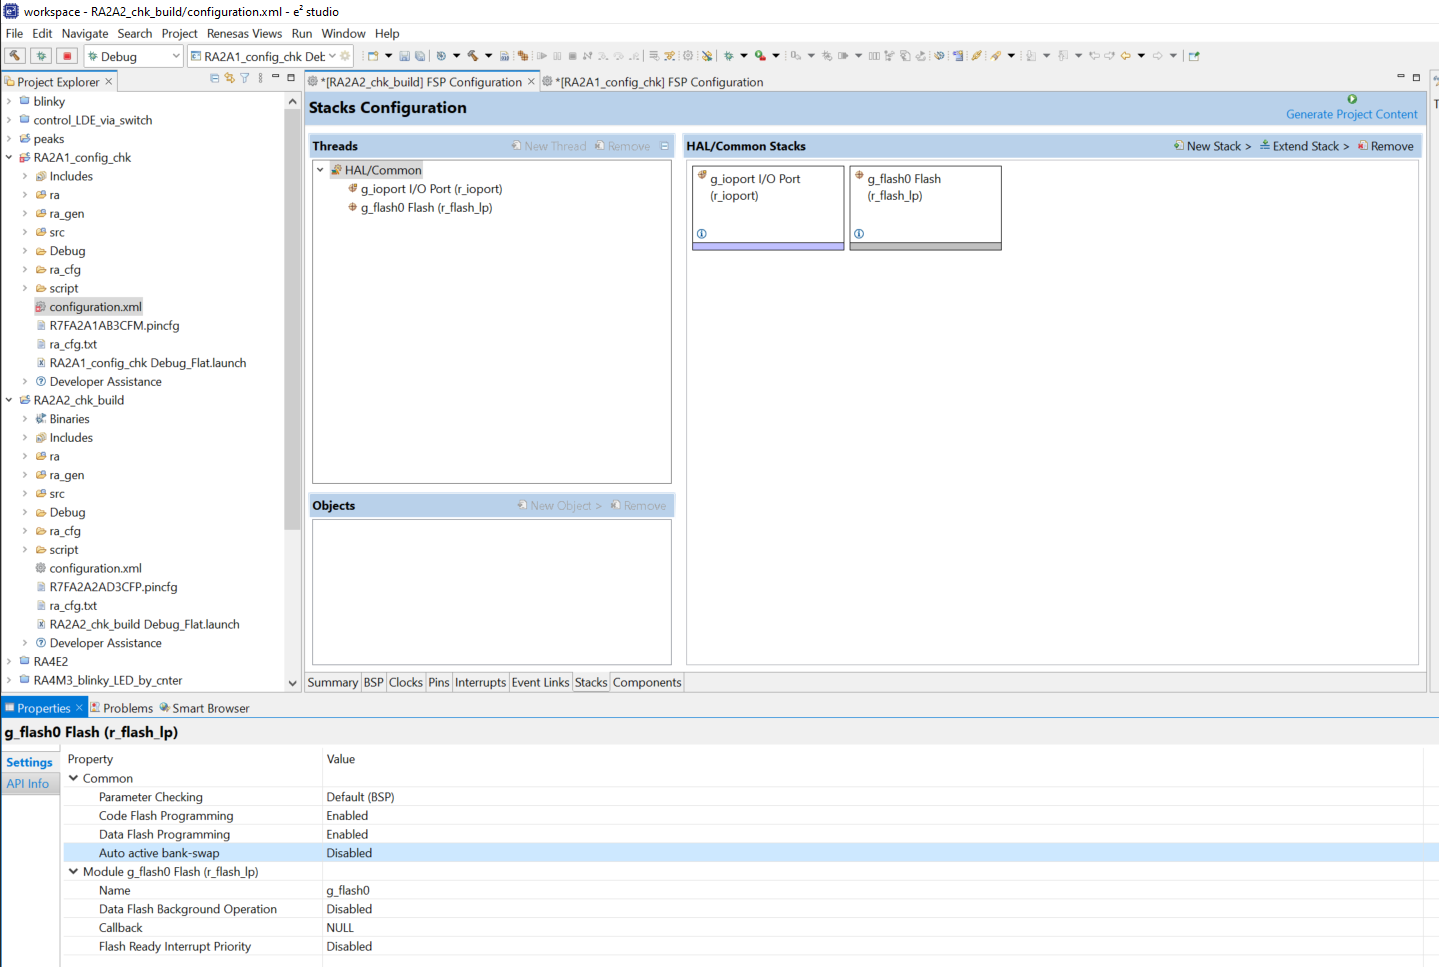 workspace - RA2A2_chk_build/configuration.xml - e² studio
File Edit Navigate Search Project Renesas Views Run Window Help
Debug
RA2A1_config_chk Det
Project Explorer
*[RA2A2_chk_build] FSP Configuration
*[RA2A1_config_chk] FSP Configuration
blinky
control_LDE_via_switch
peaks
RA2A1_config_chk
Includes
ra
ra_gen
src
Debug
ra_cfg
script
configuration.xml
R7FA2A1AB3CFM.pincfg
ra_cfg.txt
RA2A1_config_chk Debug_Flat.launch
Developer Assistance
RA2A2_chk_build
Binaries
Includes
ra
ra_gen
src
Debug
ra_cfg
script
configuration.xml
R7FA2A2AD3CFP.pincfg
ra_cfg.txt
RA2A2_chk_build Debug_Flat.launch
Developer Assistance
RA4E2
RA4M3_blinky_LED_by_cnter
Stacks Configuration
Generate Project Content
Threads
New Thread
Remove
HAL/Common
g_ioport I/O Port (r_ioport)
g_flash0 Flash (r_flash_lp)
Objects
New Object >
Remove
HAL/Common Stacks
New Stack >
Extend Stack >
Remove
g_ioport I/O Port
(r_ioport)
g_flash0 Flash
(r_flash_lp)
Summary BSP Clocks Pins Interrupts Event Links Stacks Components
Properties
Problems
Smart Browser
g_flash0 Flash (r_flash_lp)
Settings
API Info
Property Value
Common
Parameter Checking Default (BSP)
Code Flash Programming Enabled
Data Flash Programming Enabled
Auto active bank-swap Disabled
Module g_flash0 Flash (r_flash_lp)
Name g_flash0
Data Flash Background Operation Disabled
Callback NULL
Flash Ready Interrupt Priority Disabled